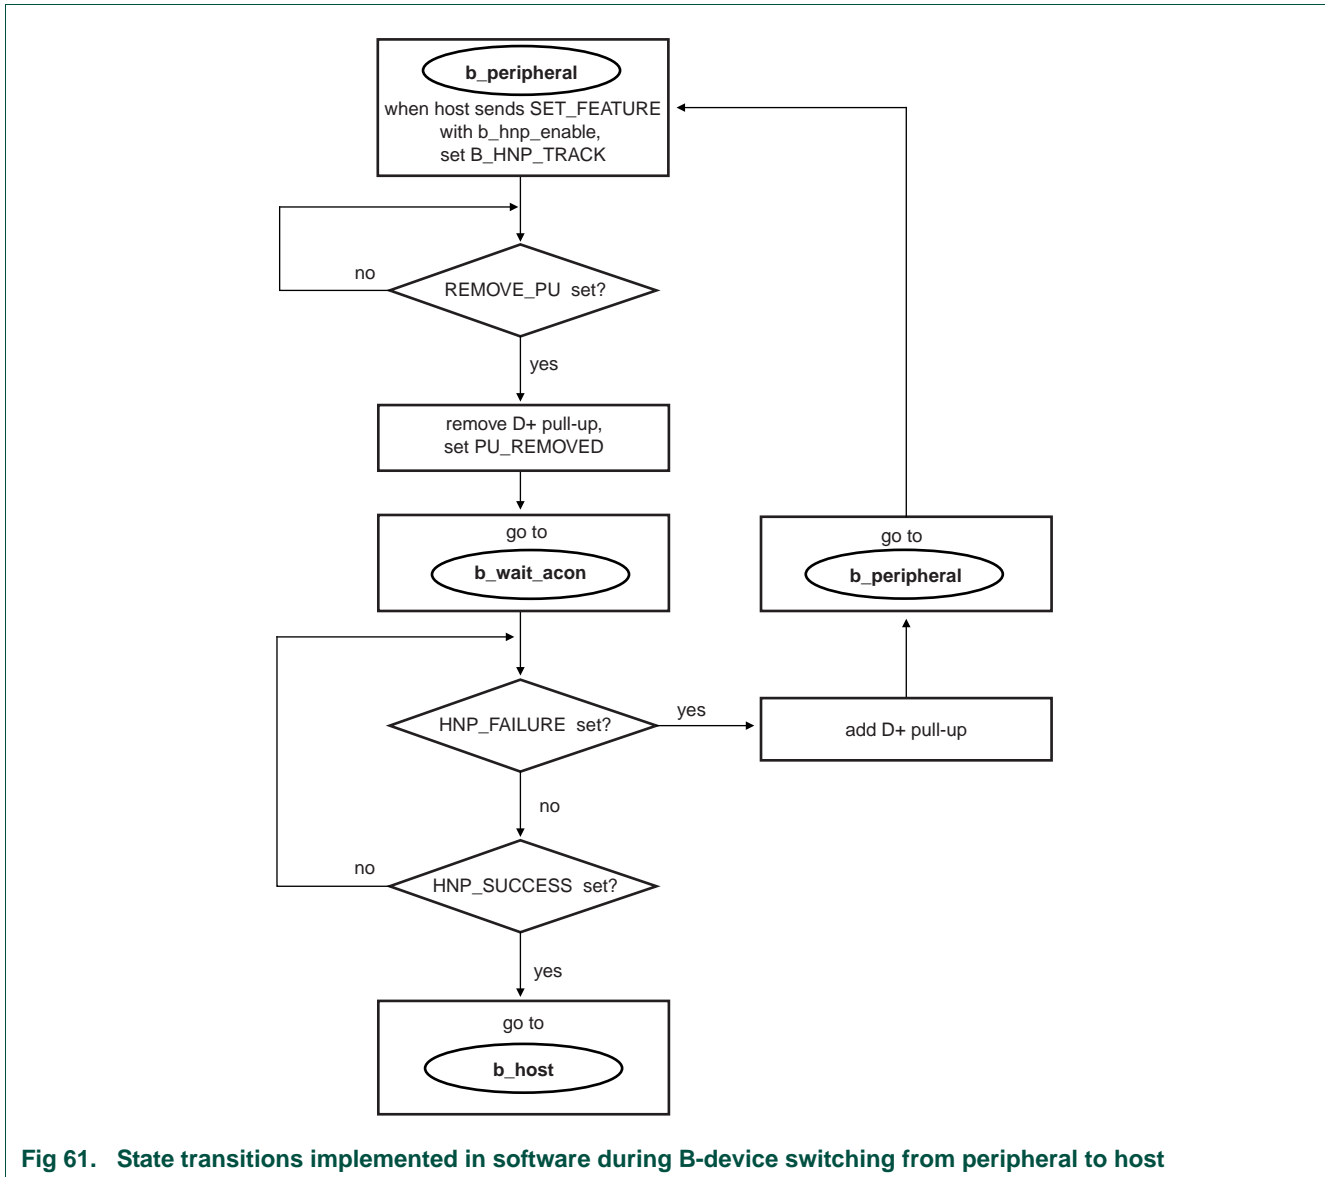 b_peripheral
when host sends SET_FEATURE
with b_hnp_enable,
set B_HNP_TRACK
no
REMOVE_PU set?
yes
remove D+ pull-up,
set PU_REMOVED
go to
b_wait_acon
go to
b_peripheral
HNP_FAILURE set?
yes
add D+ pull-up
no
no
HNP_SUCCESS set?
yes
go to
b_host
Fig 61. State transitions implemented in software during B-device switching from peripheral to host